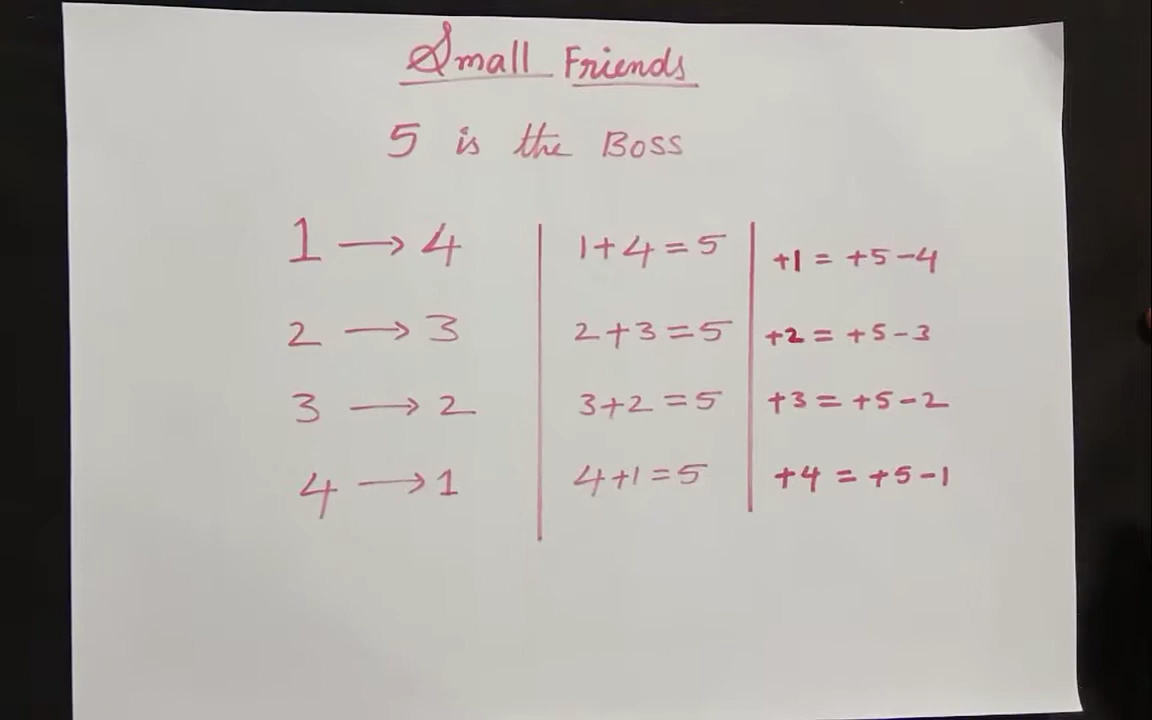 Small Friends
5 is the Boss
1 → 4 | 1+4=5 | +1 = +5-4
2 → 3 | 2+3=5 | +2 = +5-3
3 → 2 | 3+2=5 | +3 = +5-2
4 → 1 | 4+1=5 | +4 = +5-1